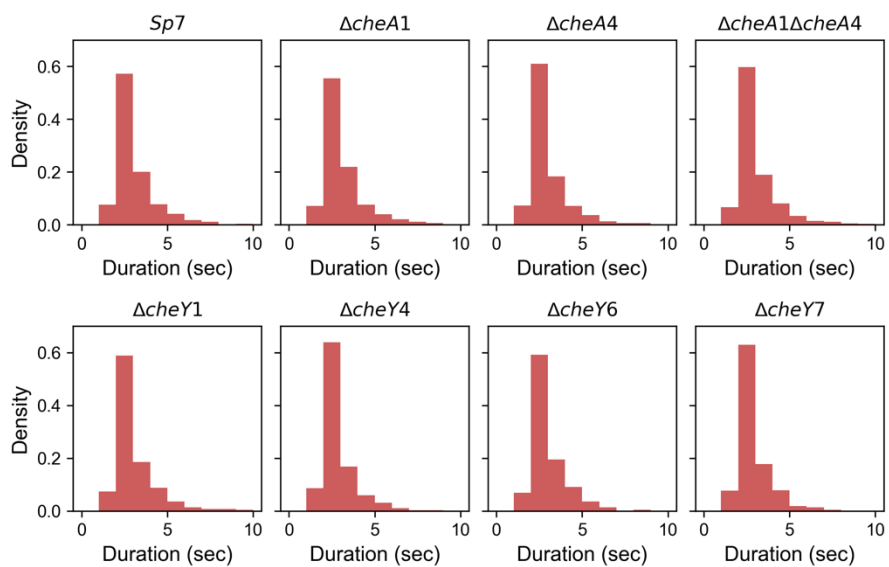 Sp7 ΔcheA1 ΔcheA4 ΔcheA1ΔcheA4
Density
0.6
0.4
0.2
0.0
0 5 10 0 5 10 0 5 10 0 5 10
Duration (sec) Duration (sec) Duration (sec) Duration (sec)
ΔcheY1 ΔcheY4 ΔcheY6 ΔcheY7
Density
0.6
0.4
0.2
0.0
0 5 10 0 5 10 0 5 10 0 5 10
Duration (sec) Duration (sec) Duration (sec) Duration (sec)